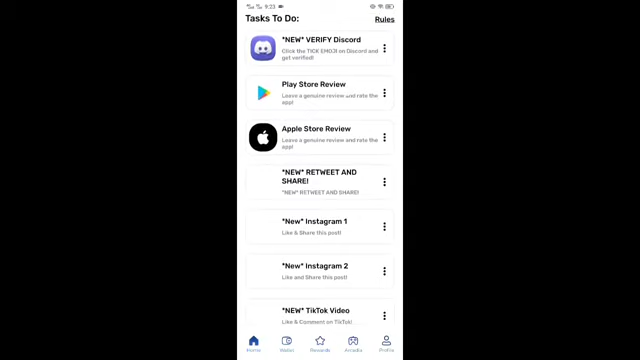 9:23
Tasks To Do:
Rules
*NEW* VERIFY Discord
Click the TICK EMOJI on Discord and
get verified!
Play Store Review
Leave a genuine review and rate the
app!
Apple Store Review
Leave a genuine review and rate the
app!
*NEW* RETWEET AND
SHARE!
*NEW* RETWEET AND SHARE!
*New* Instagram 1
Like & Share this post!
*New* Instagram 2
Like and Share this post!
*NEW* TikTok Video
Like & Comment on TikTok!
Home
Wallet
Rewards
Arcadia
Profile